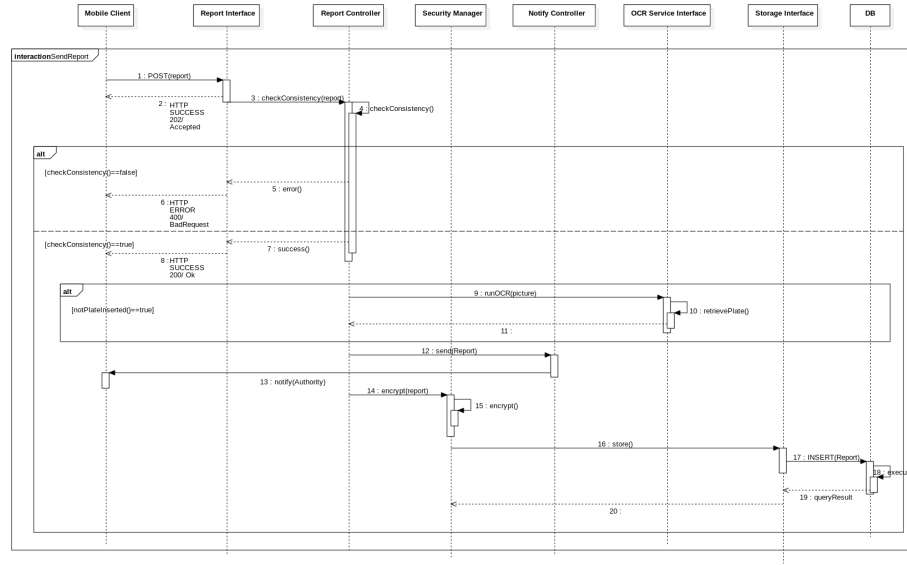 Mobile Client
Report Interface
Report Controller
Security Manager
Notify Controller
OCR Service Interface
Storage Interface
DB
interactionSendReport
1 : POST(report)
2 : HTTP
SUCCESS
202/
Accepted
3 : checkConsistency(report)
4 : checkConsistency()
alt
[checkConsistency()==false]
5 : error()
6 : HTTP
ERROR
400/
BadRequest
[checkConsistency()==true]
7 : success()
8 : HTTP
SUCCESS
200/ Ok
alt
9 : runOCR(picture)
[notPlateInserted()==true]
10 : retrievePlate()
11 :
12 : send(Report)
13 : notify(Authority)
14 : encrypt(report)
15 : encrypt()
16 : store()
17 : INSERT(Report)
18 : execu
19 : queryResult
20 :